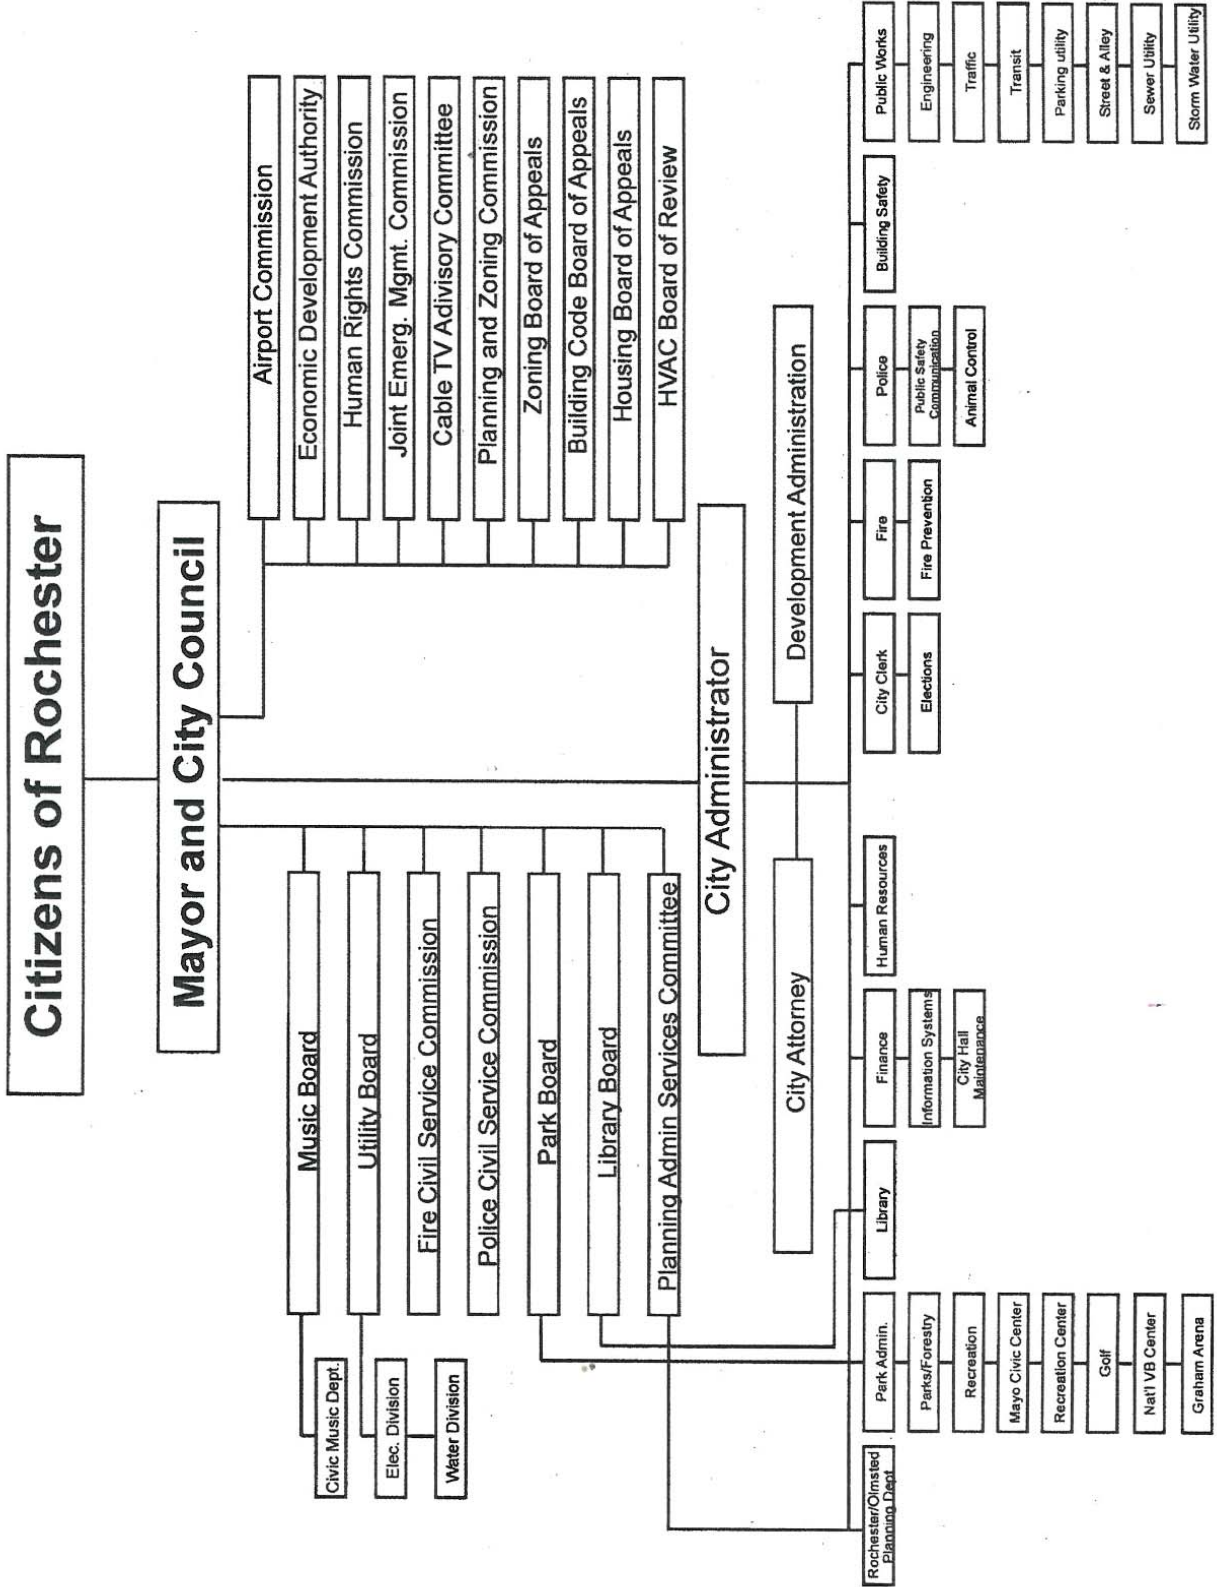 Citizens of Rochester
Mayor and City Council
Music Board
Civic Music Dept.
Utility Board
Elec. Division
Water Division
Fire Civil Service Commission
Police Civil Service Commission
Park Board
Library Board
Planning Admin Services Committee
Airport Commission
Economic Development Authority
Human Rights Commission
Joint Emerg. Mgmt. Commission
Cable TV Adivisory Committee
Planning and Zoning Commission
Zoning Board of Appeals
Building Code Board of Appeals
Housing Board of Appeals
HVAC Board of Review
City Administrator
City Attorney
Development Administration
Rochester/Olmsted
Planning Dept
Park Admin.
Parks/Forestry
Recreation
Mayo Civic Center
Recreation Center
Golf
Nat'l VB Center
Graham Arena
Library
Finance
Information Systems
City Hall
Maintenance
Human Resources
City Clerk
Elections
Fire
Fire Prevention
Police
Public Safety
Communication
Animal Control
Building Safety
Public Works
Engineering
Traffic
Transit
Parking utility
Street & Alley
Sewer Utility
Storm Water Utility